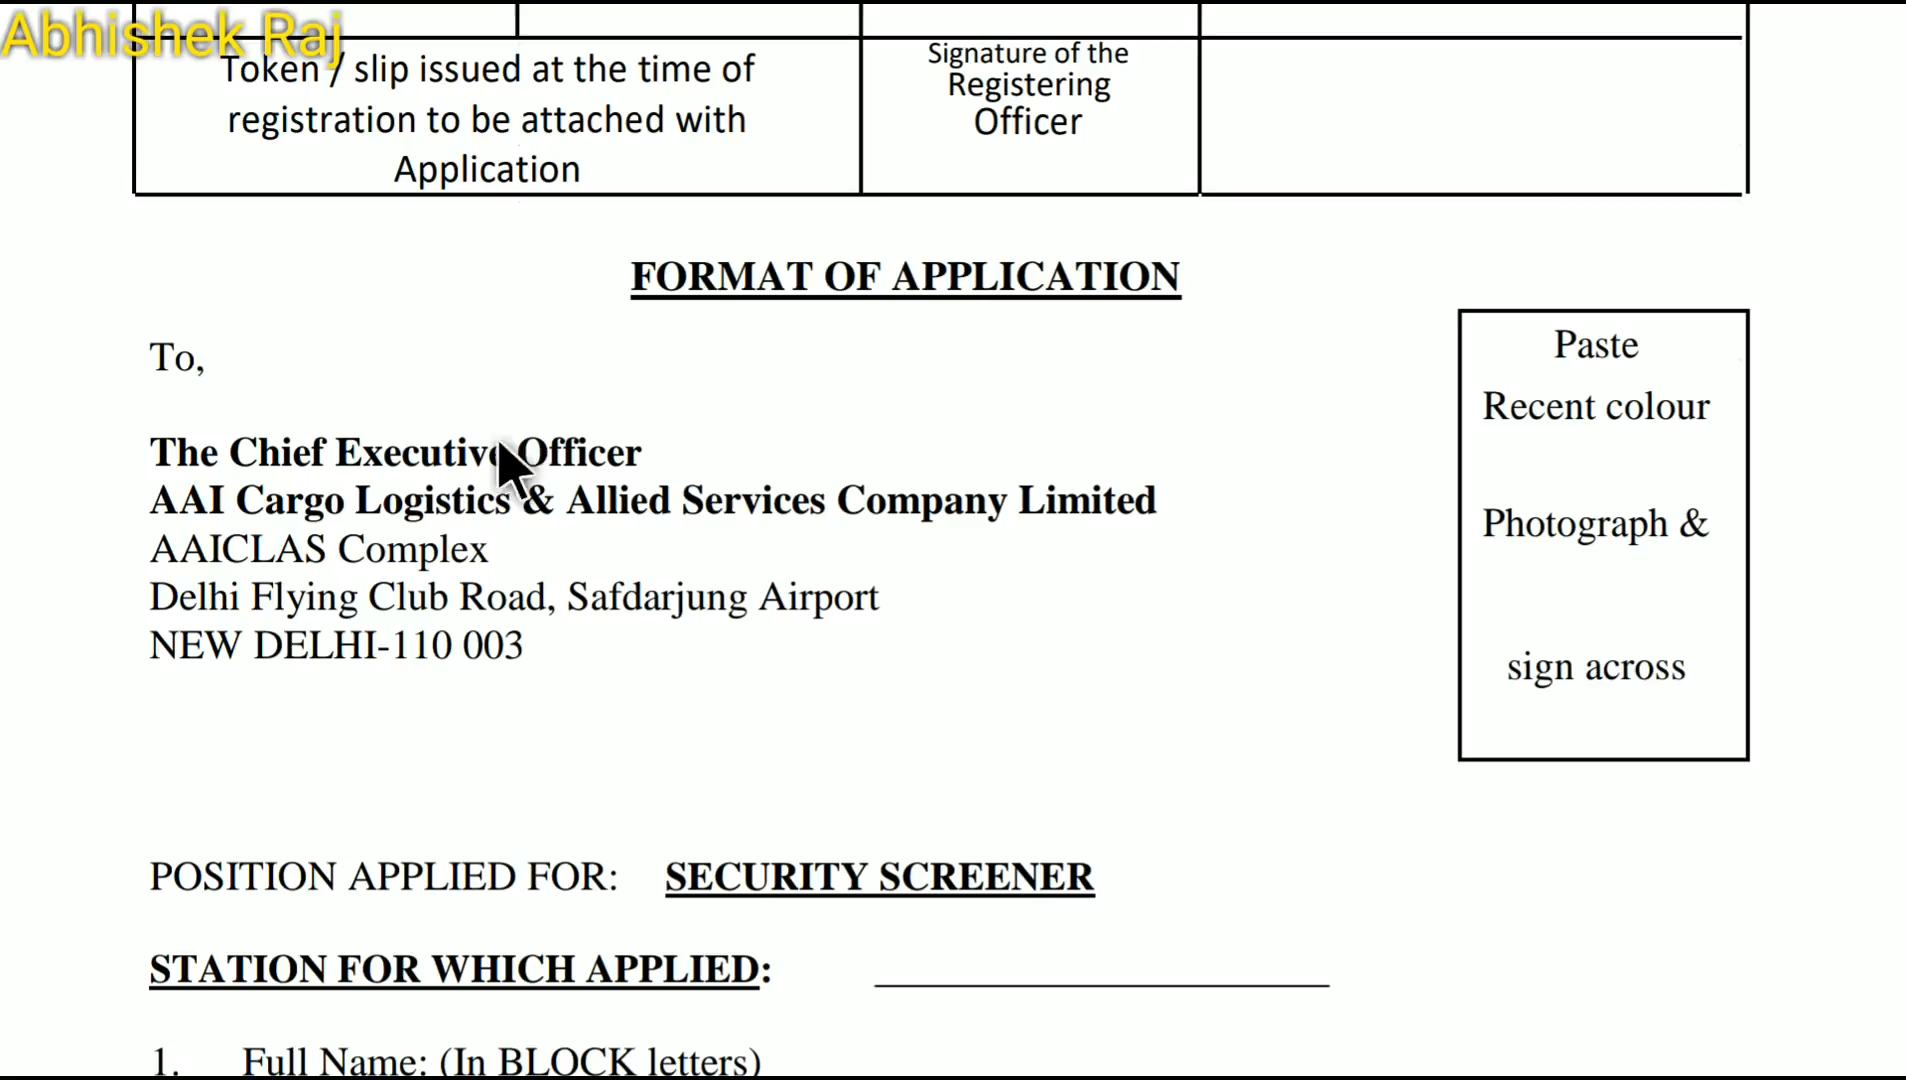 Abhishek Raj
Token / slip issued at the time of
registration to be attached with
Application
Signature of the
Registering
Officer
FORMAT OF APPLICATION
To,
Paste
Recent colour
Photograph &
sign across
The Chief Executive Officer
AAI Cargo Logistics & Allied Services Company Limited
AAICLAS Complex
Delhi Flying Club Road, Safdarjung Airport
NEW DELHI-110 003
POSITION APPLIED FOR: SECURITY SCREENER
STATION FOR WHICH APPLIED:
1. Full Name: (In BLOCK letters)